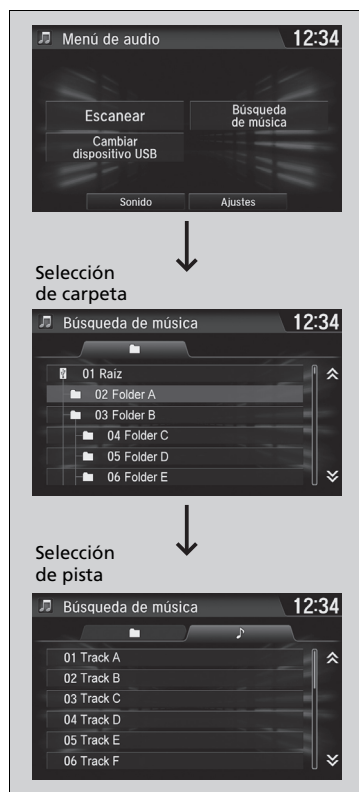 Menú de audio 12:34
Escanear
Búsqueda
de música
Cambiar
dispositivo USB
Sonido Ajustes
Selección
de carpeta
Búsqueda de música 12:34
01 Raíz
02 Folder A
03 Folder B
04 Folder C
05 Folder D
06 Folder E
Selección
de pista
Búsqueda de música 12:34
01 Track A
02 Track B
03 Track C
04 Track D
05 Track E
06 Track F